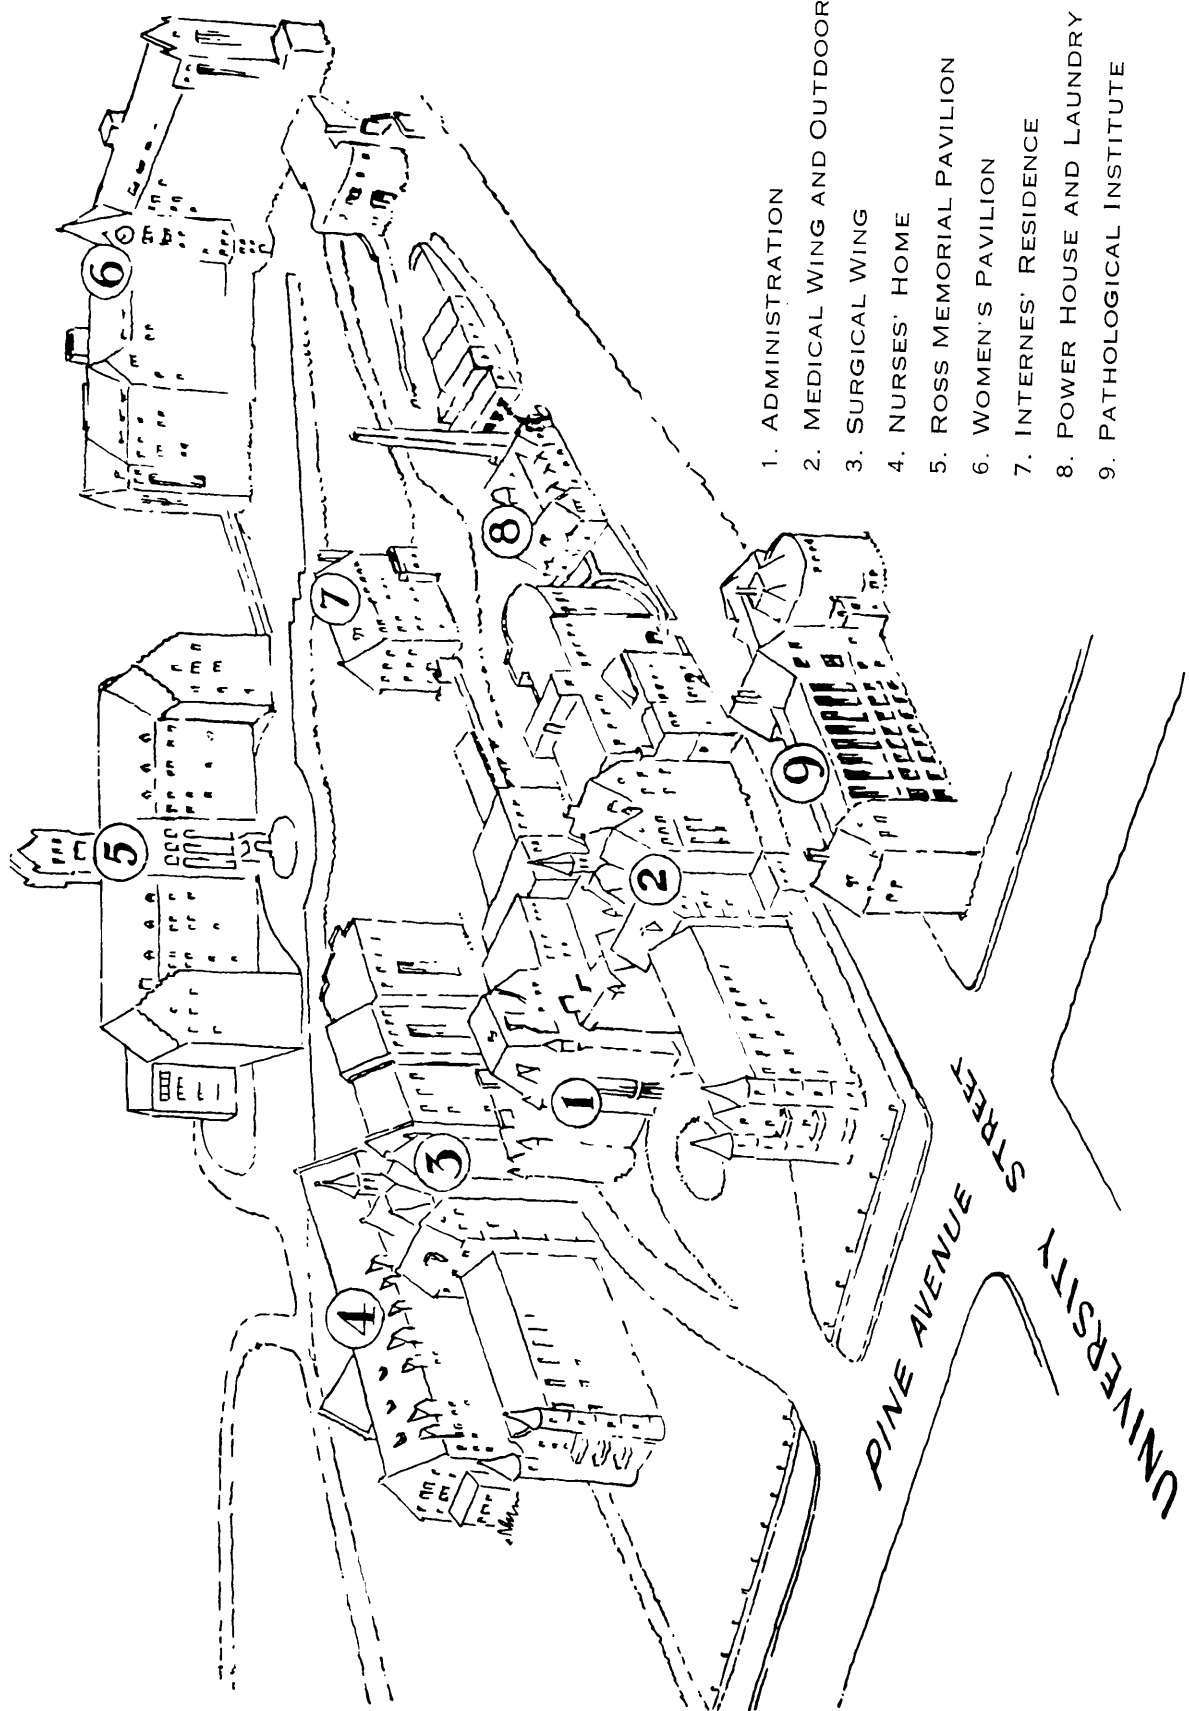 6
5
7
8
4
3
1
2
9
PINE AVENUE
UNIVERSITY STREET
1. ADMINISTRATION
2. MEDICAL WING AND OUTDOOR
3. SURGICAL WING
4. NURSES' HOME
5. ROSS MEMORIAL PAVILION
6. WOMEN'S PAVILION
7. INTERNES' RESIDENCE
8. POWER HOUSE AND LAUNDRY
9. PATHOLOGICAL INSTITUTE